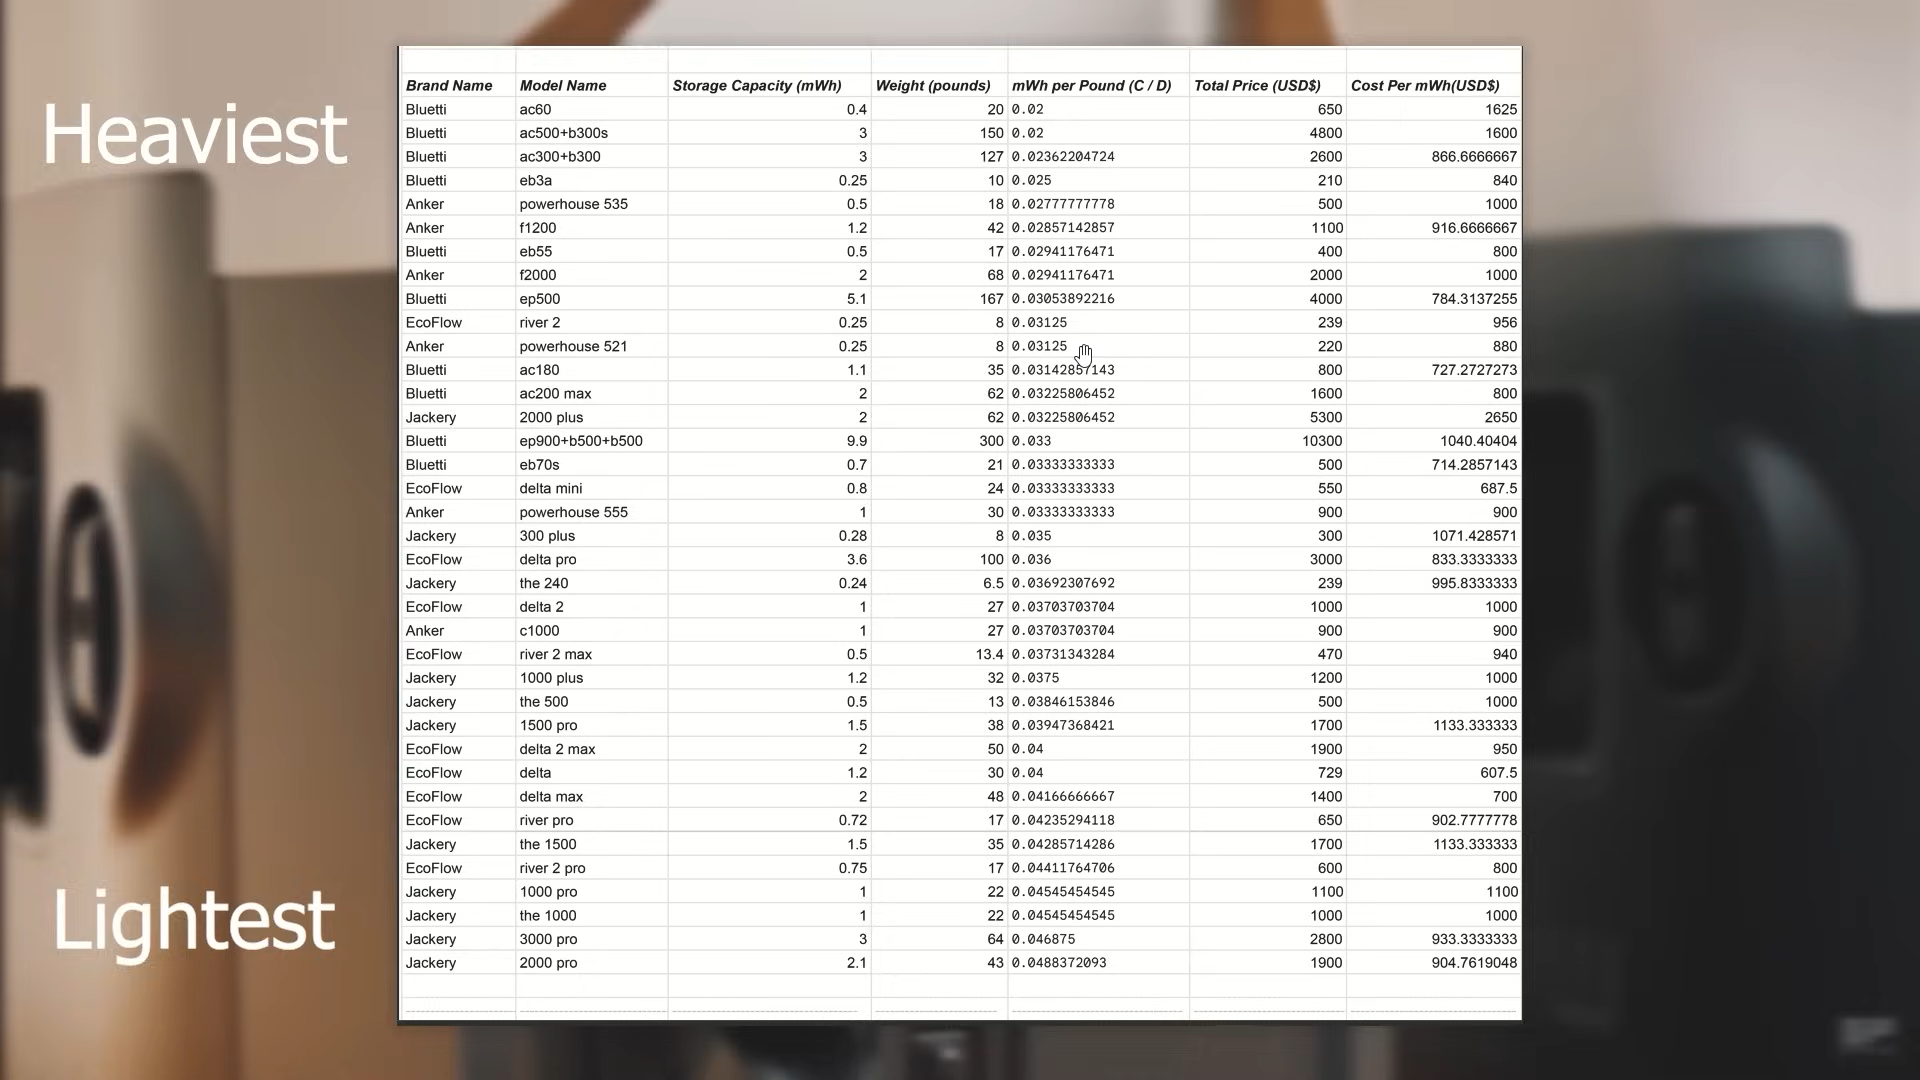 Heaviest
Lightest
Brand Name Model Name Storage Capacity (mWh) Weight (pounds) mWh per Pound (C / D) Total Price (USD$) Cost Per mWh(USD$)
Bluetti ac60 0.4 20 0.02 650 1625
Bluetti ac500+b300s 3 150 0.02 4800 1600
Bluetti ac300+b300 3 127 0.02362204724 2600 866.6666667
Bluetti eb3a 0.25 10 0.025 210 840
Anker powerhouse 535 0.5 18 0.02777777778 500 1000
Anker f1200 1.2 42 0.02857142857 1100 916.6666667
Bluetti eb55 0.5 17 0.02941176471 400 800
Anker f2000 2 68 0.02941176471 2000 1000
Bluetti ep500 5.1 167 0.03053892216 4000 784.3137255
EcoFlow river 2 0.25 8 0.03125 239 956
Anker powerhouse 521 0.25 8 0.03125 220 880
Bluetti ac180 1.1 35 0.03142857143 800 727.2727273
Bluetti ac200 max 2 62 0.03225806452 1600 800
Jackery 2000 plus 2 62 0.03225806452 5300 2650
Bluetti ep900+b500+b500 9.9 300 0.033 10300 1040.40404
Bluetti eb70s 0.7 21 0.03333333333 500 714.2857143
EcoFlow delta mini 0.8 24 0.03333333333 550 687.5
Anker powerhouse 555 1 30 0.03333333333 900 900
Jackery 300 plus 0.28 8 0.035 300 1071.428571
EcoFlow delta pro 3.6 100 0.036 3000 833.3333333
Jackery the 240 0.24 6.5 0.03692307692 239 995.8333333
EcoFlow delta 2 1 27 0.03703703704 1000 1000
Anker c1000 1 27 0.03703703704 900 900
EcoFlow river 2 max 0.5 13.4 0.03731343284 470 940
Jackery 1000 plus 1.2 32 0.0375 1200 1000
Jackery the 500 0.5 13 0.03846153846 500 1000
Jackery 1500 pro 1.5 38 0.03947368421 1700 1133.333333
EcoFlow delta 2 max 2 50 0.04 1900 950
EcoFlow delta 1.2 30 0.04 729 607.5
EcoFlow delta max 2 48 0.04166666667 1400 700
EcoFlow river pro 0.72 17 0.04235294118 650 902.7777778
Jackery the 1500 1.5 35 0.04285714286 1700 1133.333333
EcoFlow river 2 pro 0.75 17 0.04411764706 600 800
Jackery 1000 pro 1 22 0.04545454545 1100 1100
Jackery the 1000 1 22 0.04545454545 1000 1000
Jackery 3000 pro 3 64 0.046875 2800 933.3333333
Jackery 2000 pro 2.1 43 0.0488372093 1900 904.7619048